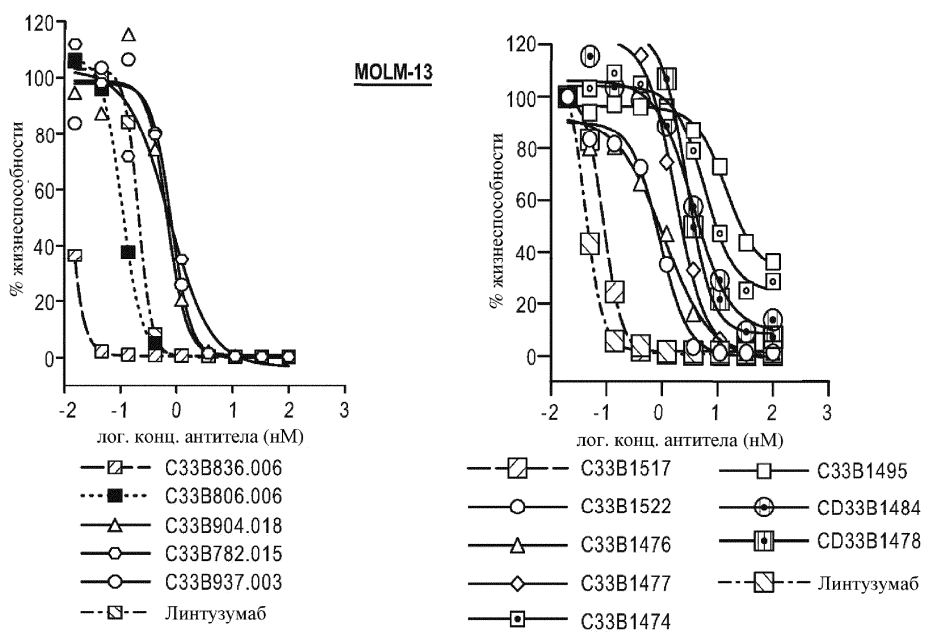 MOLM-13
% жизнеспособности
120
100
80
60
40
20
0
-2
-1
0
1
2
3
лог. конц. антитела (нМ)
C33B836.006
C33B806.006
C33B904.018
C33B782.015
C33B937.003
Линтузумаб
% жизнеспособности
120
100
80
60
40
20
0
-2
-1
0
1
2
3
лог. конц. антитела (нМ)
C33B1517
C33B1522
C33B1476
C33B1477
C33B1474
C33B1495
CD33B1484
CD33B1478
Линтузумаб